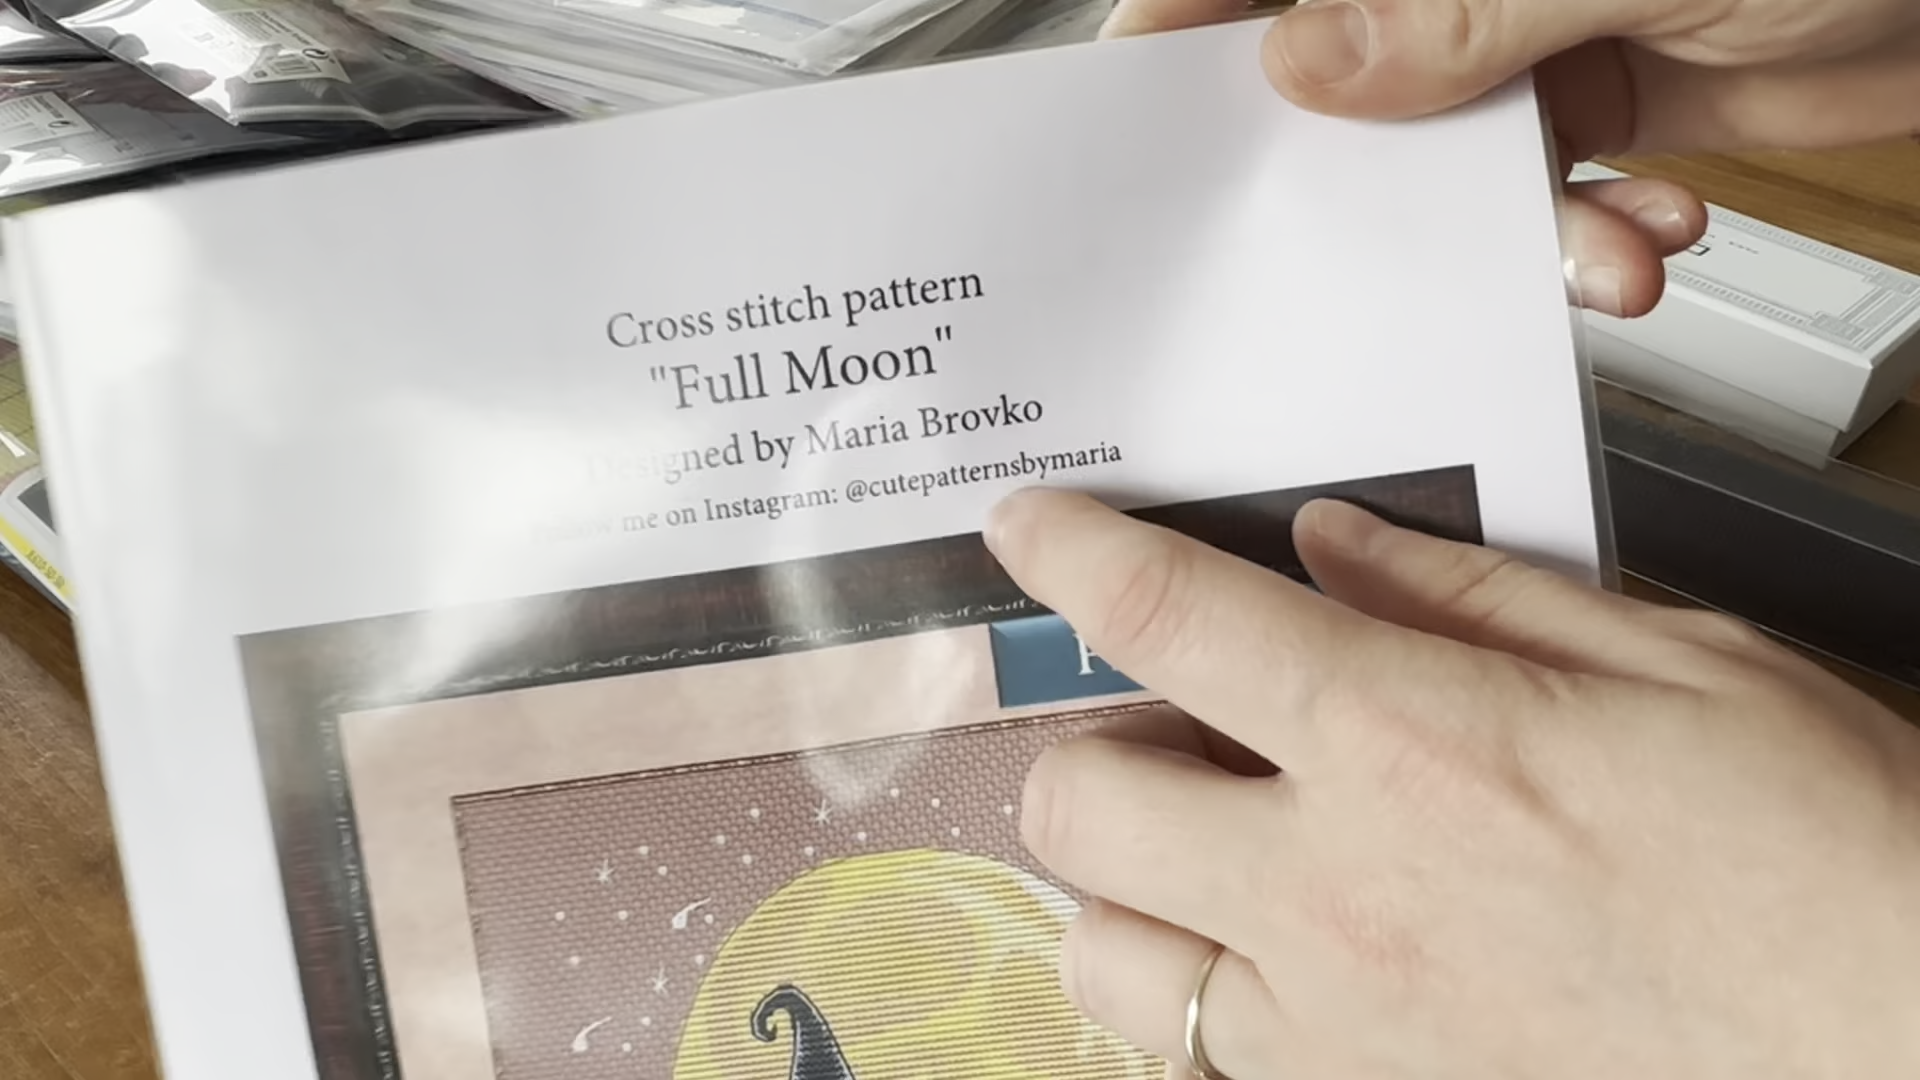 Cross stitch pattern
"Full Moon"
Designed by Maria Brovko
me on Instagram: @cutepatternsbymaria